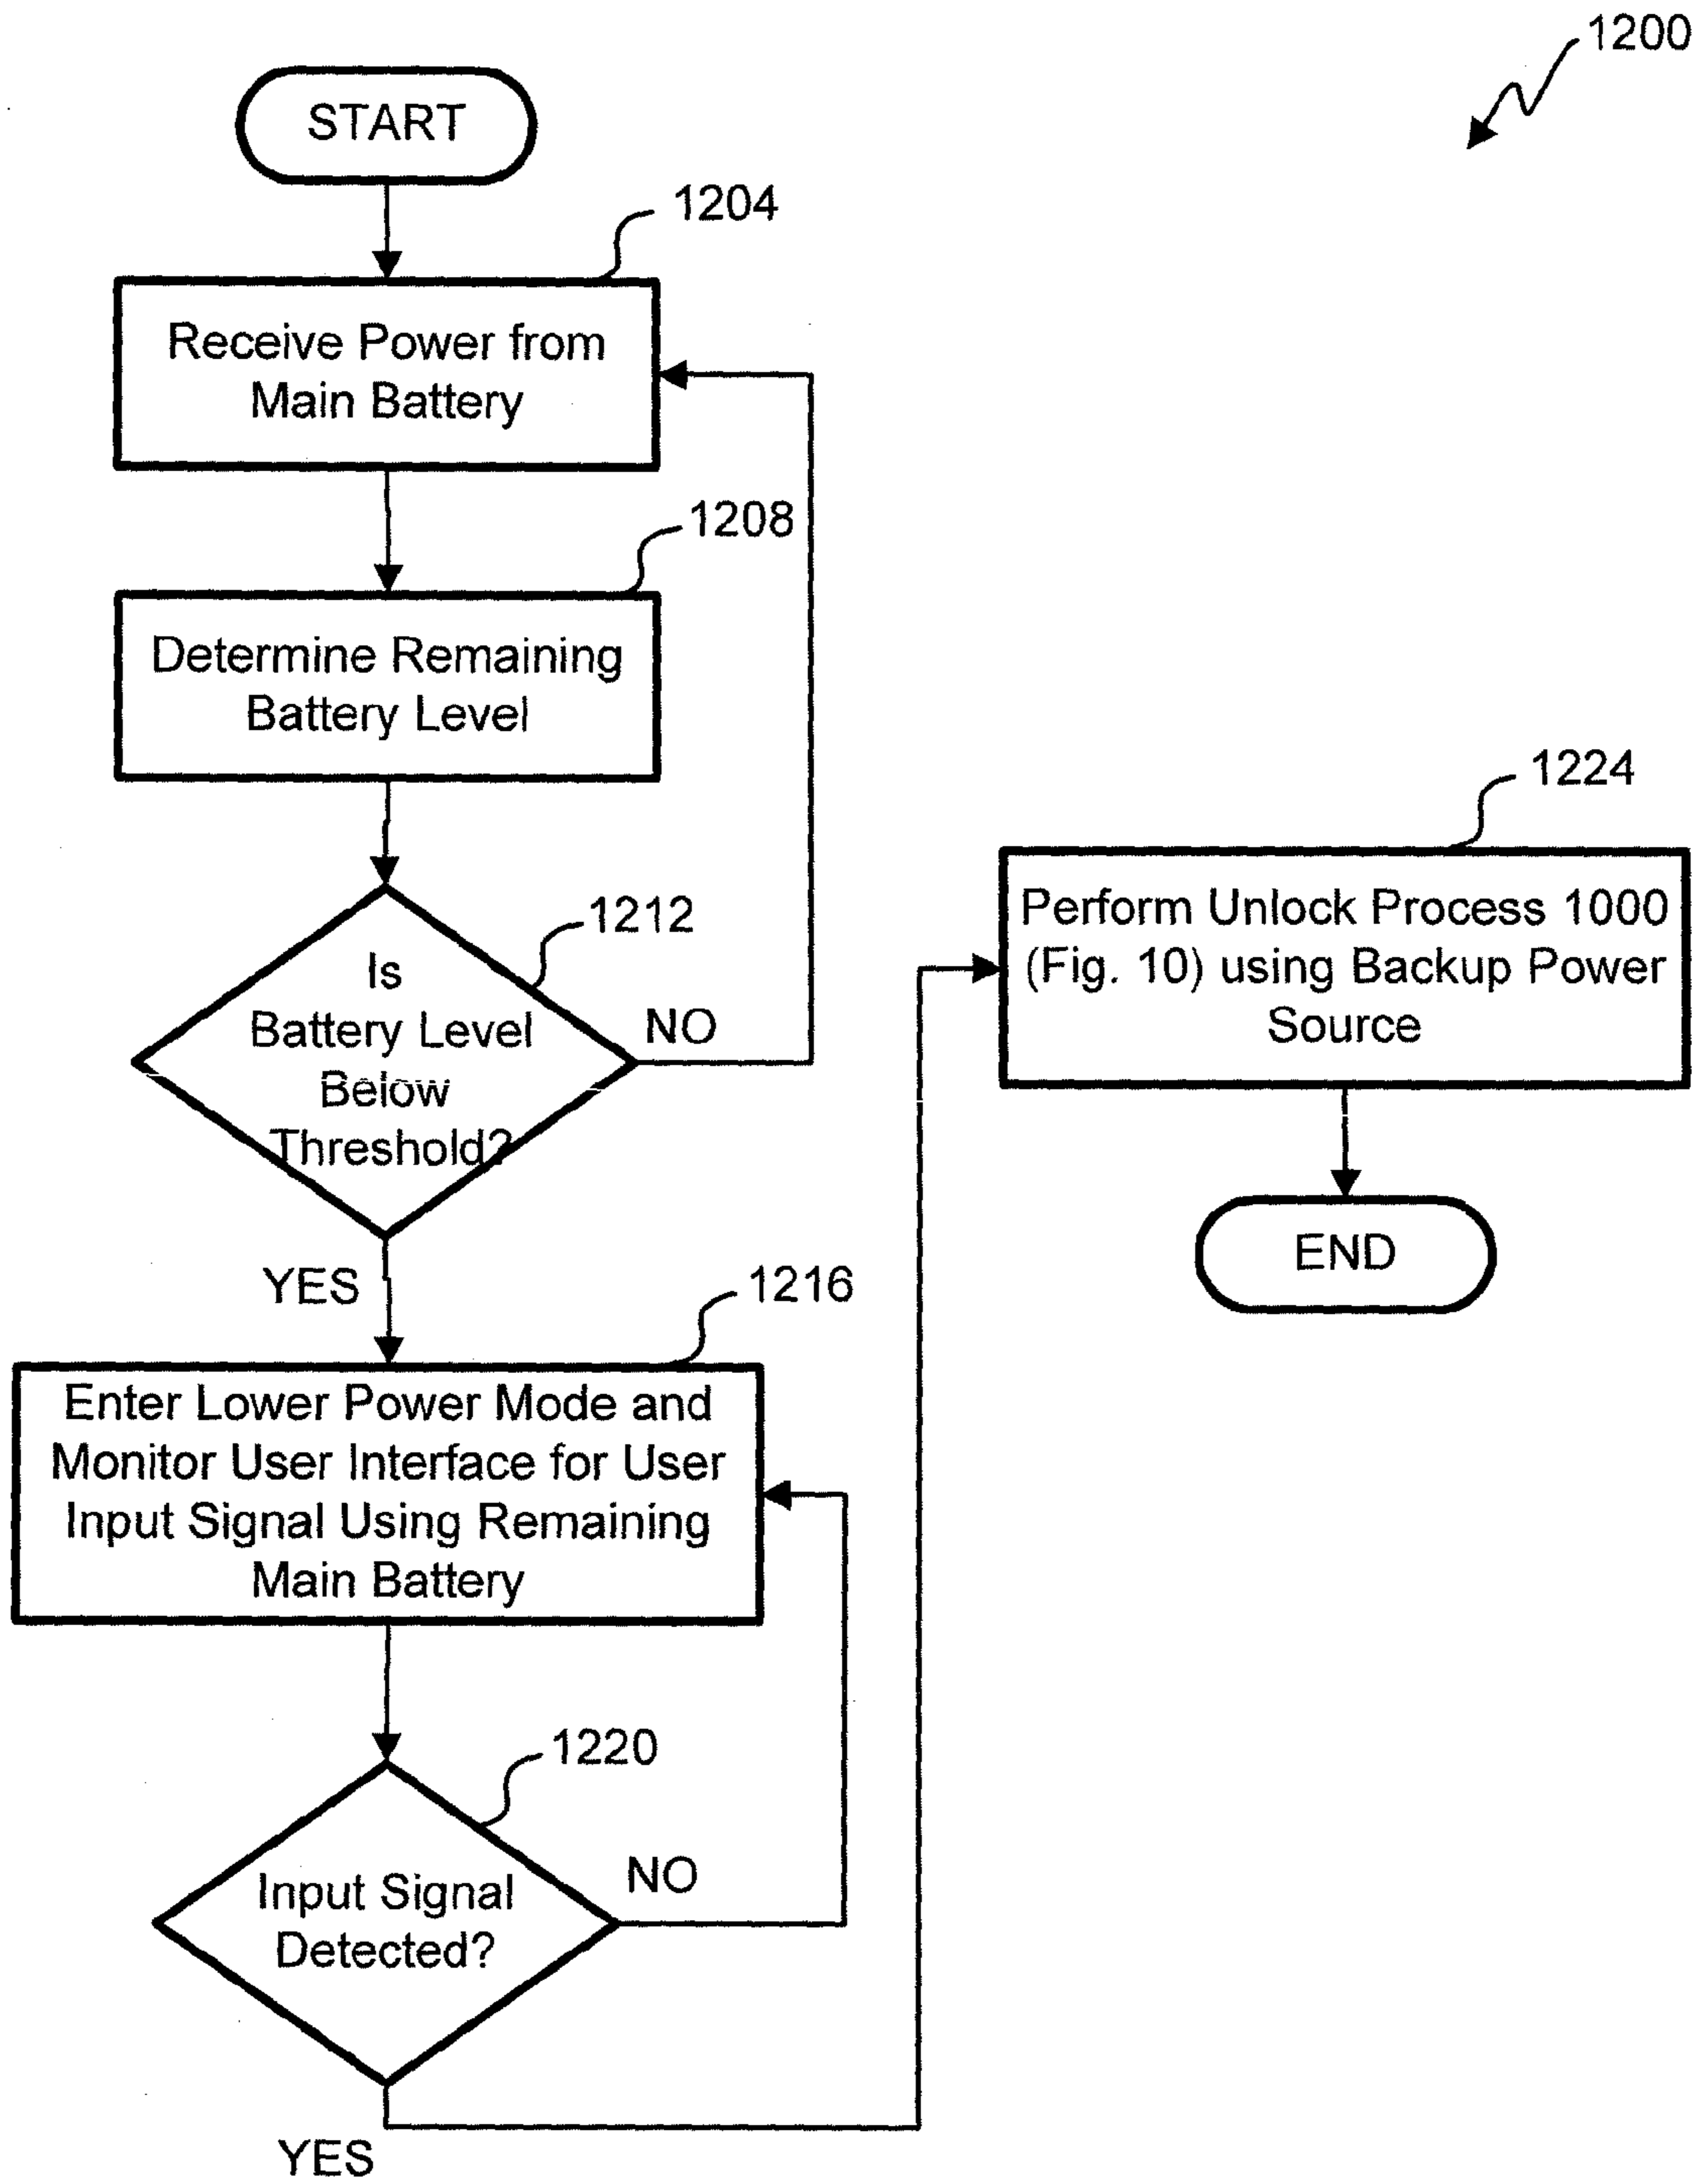 1200
START
1204
Receive Power from
Main Battery
1208
Determine Remaining
Battery Level
1212
Is
Battery Level
Below
Threshold?
NO
YES
1216
Enter Lower Power Mode and
Monitor User Interface for User
Input Signal Using Remaining
Main Battery
1220
Input Signal
Detected?
NO
YES
1224
Perform Unlock Process 1000
(Fig. 10) using Backup Power
Source
END